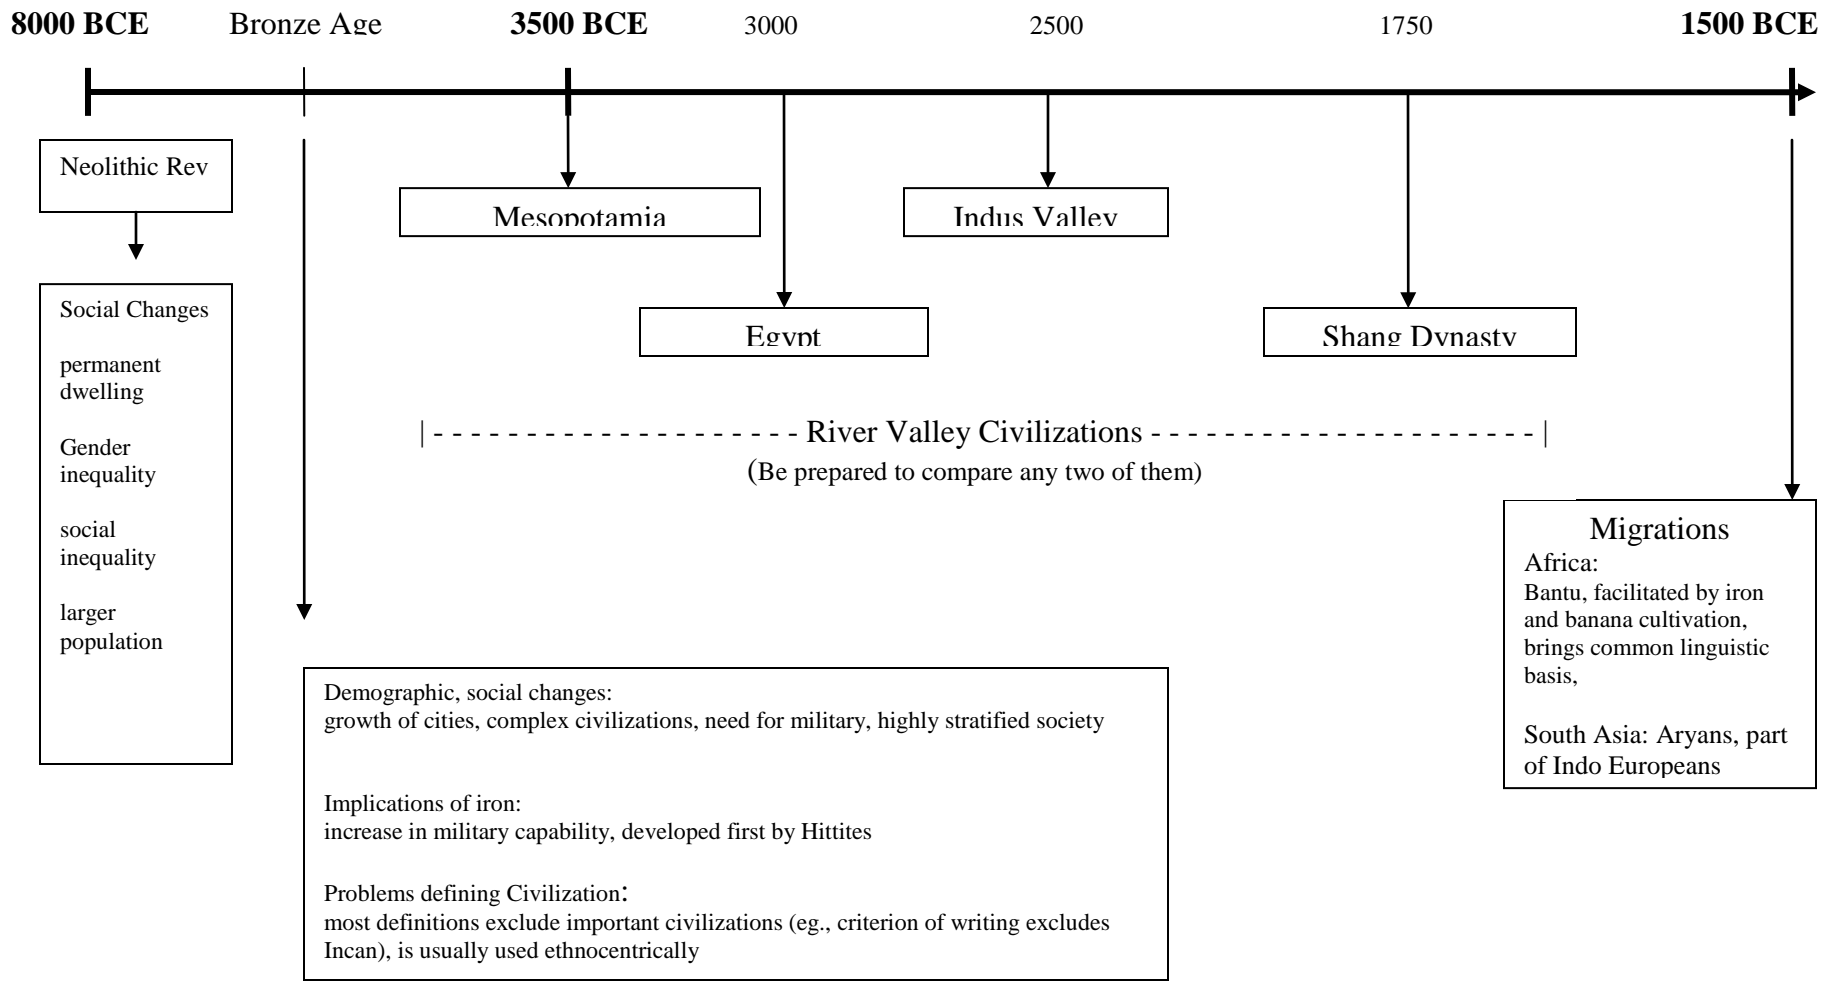 8000 BCE Bronze Age 3500 BCE 3000 2500 1750 1500 BCE
Neolithic Rev
Mesopotamia
Indus Valley
Egypt
Shang Dynasty
Social Changes
permanent
dwelling
Gender
inequality
social
inequality
larger
population
|- - - - - - - - - - - - - - - - - - - - River Valley Civilizations - - - - - - - - - - - - - - - - - - - - - |
(Be prepared to compare any two of them)
Demographic, social changes:
growth of cities, complex civilizations, need for military, highly stratified society
Implications of iron:
increase in military capability, developed first by Hittites
Problems defining Civilization:
most definitions exclude important civilizations (eg., criterion of writing excludes
Incan), is usually used ethnocentrically
Migrations
Africa:
Bantu, facilitated by iron
and banana cultivation,
brings common linguistic
basis,
South Asia: Aryans, part
of Indo Europeans